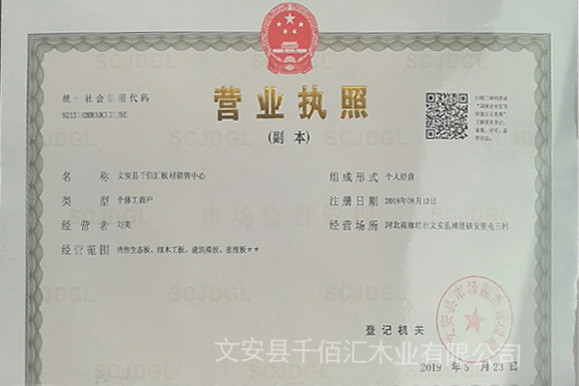 统一社会信用代码
营业执照
(副本)
名称 文安县千佰汇板材销售中心
组成形式 个人经营
类型 个体工商户
注册日期 2018年08月13日
经营者
经营场所 河北省廊坊市文安县滩里镇安里屯三村
经营范围 销售生态板、细木工板、建筑模板、密度板**
登记机关
文安县千佰汇木业有限公司
2019 年 5 月 23 日
SCJDGL
SCJDGL
SCJDGL